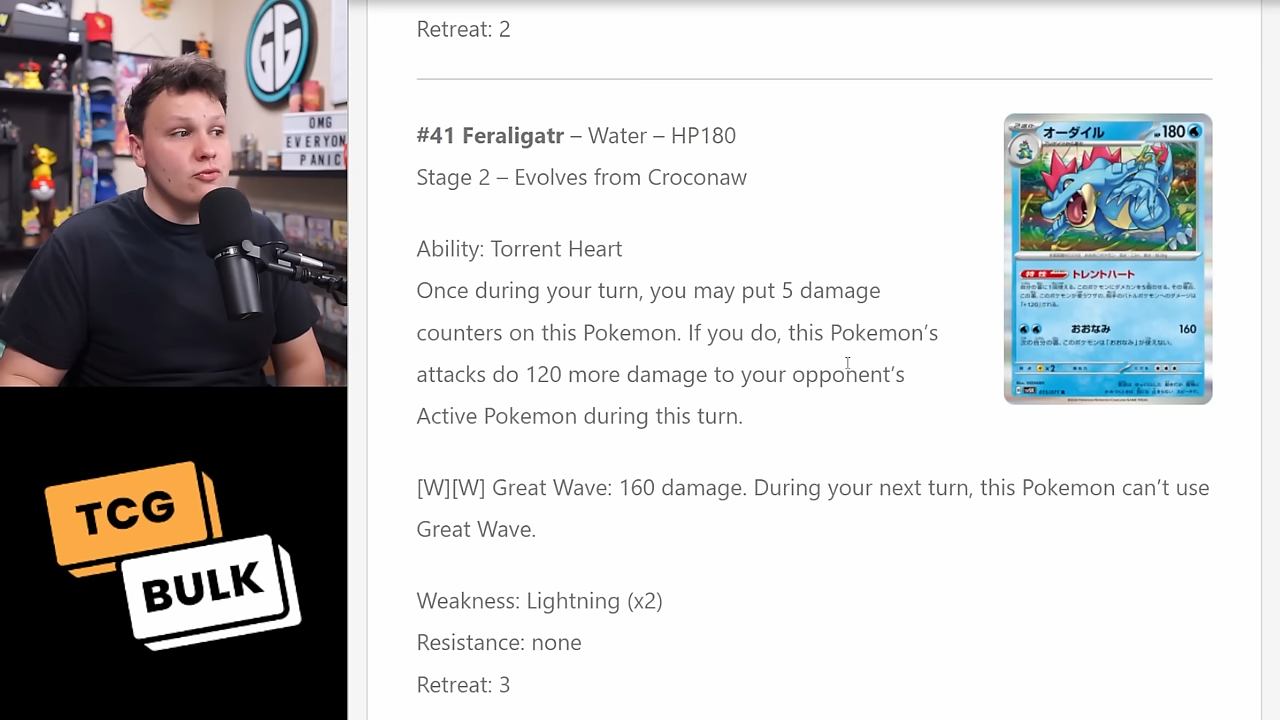 Retreat: 2
#41 Feraligatr – Water – HP180
Stage 2 – Evolves from Croconaw
Ability: Torrent Heart
Once during your turn, you may put 5 damage
counters on this Pokemon. If you do, this Pokemon’s
attacks do 120 more damage to your opponent’s
Active Pokemon during this turn.
[W][W] Great Wave: 160 damage. During your next turn, this Pokemon can’t use
Great Wave.
Weakness: Lightning (x2)
Resistance: none
Retreat: 3
オーダイル
HP 180
特性 トレントハート
おおなみ 160
×2
GG
OMG
EVERYON
PANIC
TCG
BULK